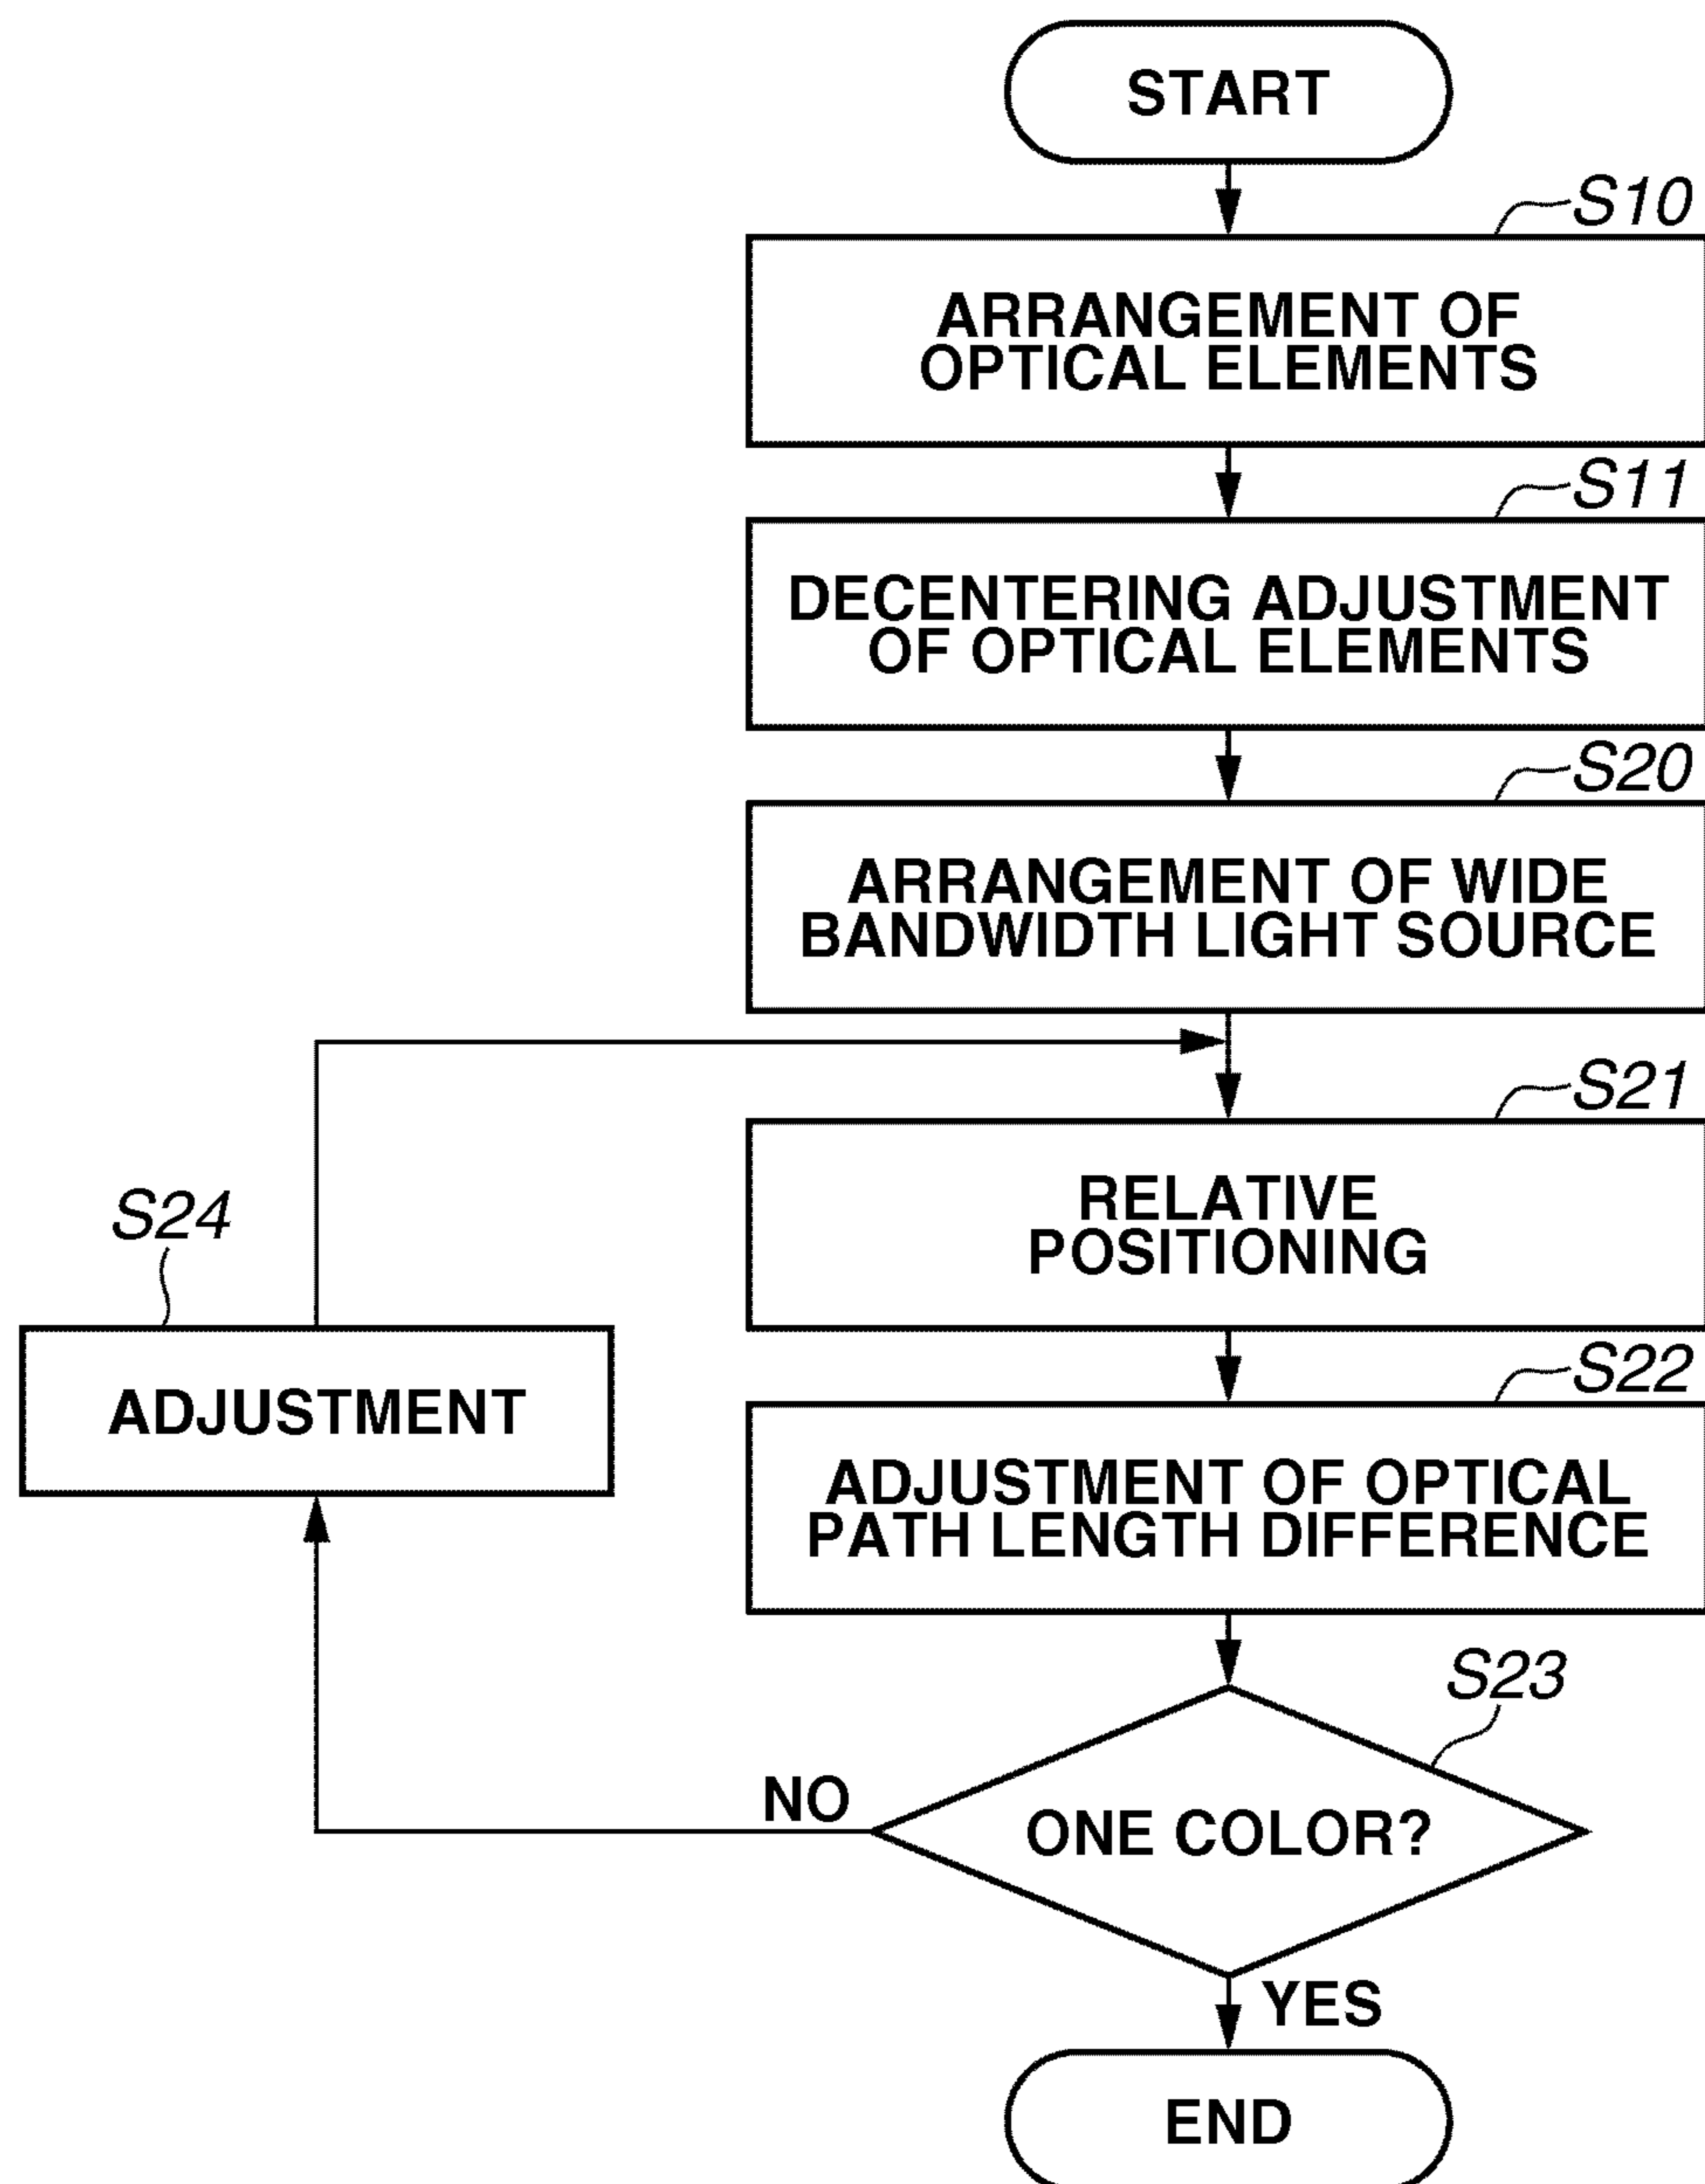 START
S10
ARRANGEMENT OF
OPTICAL ELEMENTS
S11
DECENTERING ADJUSTMENT
OF OPTICAL ELEMENTS
S20
ARRANGEMENT OF WIDE
BANDWIDTH LIGHT SOURCE
S21
RELATIVE
POSITIONING
S24
ADJUSTMENT
S22
ADJUSTMENT OF OPTICAL
PATH LENGTH DIFFERENCE
S23
NO
ONE COLOR?
YES
END